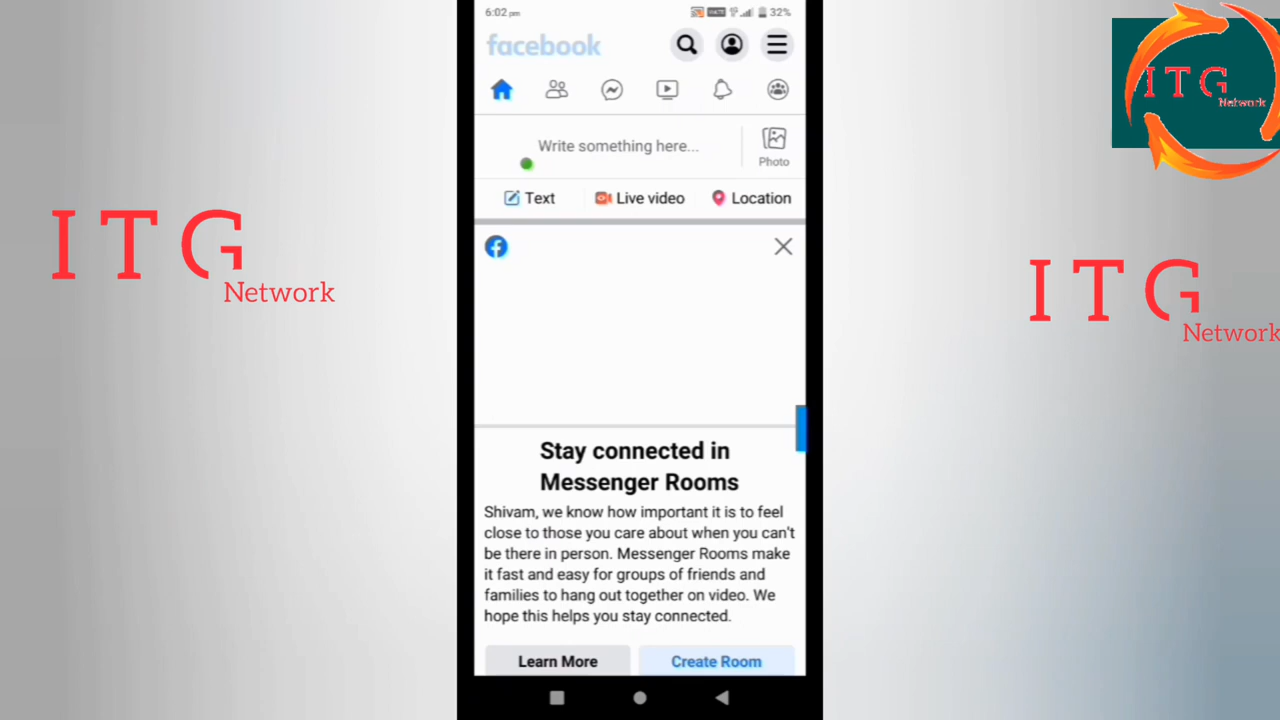 6:02 pm
32%
facebook
Write something here...
Photo
Text
Live video
Location
Stay connected in
Messenger Rooms
Shivam, we know how important it is to feel
close to those you care about when you can't
be there in person. Messenger Rooms make
it fast and easy for groups of friends and
families to hang out together on video. We
hope this helps you stay connected.
Learn More
Create Room
ITG
Network
ITG
Network
ITG
Network